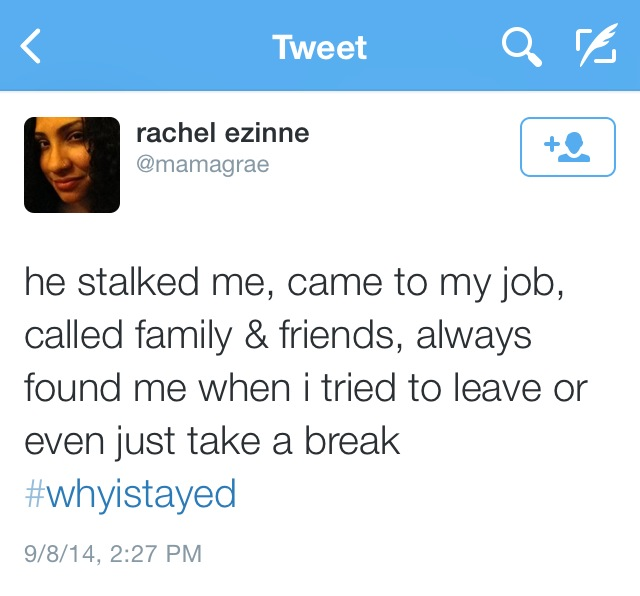 Tweet
rachel ezinne
@mamagrae
he stalked me, came to my job,
called family & friends, always
found me when i tried to leave or
even just take a break
#whyistayed
9/8/14, 2:27 PM